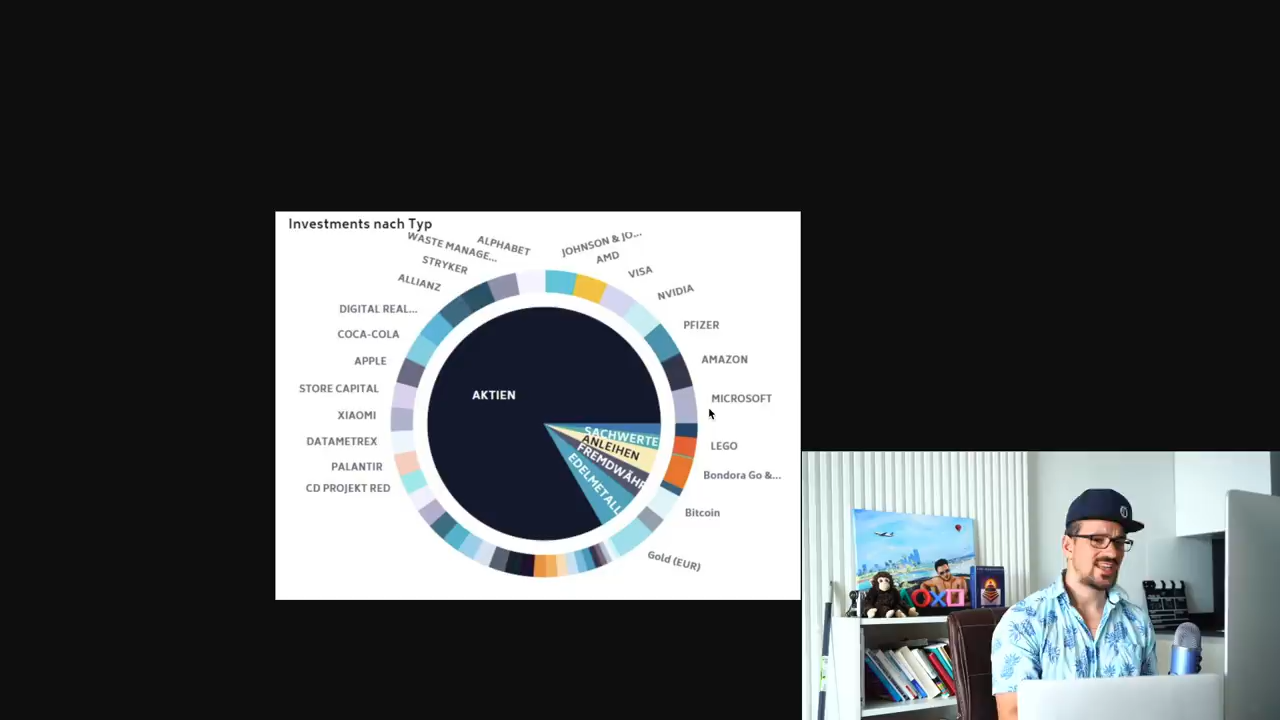 Investments nach Typ
WASTE MANAGE...
ALPHABET
JOHNSON & JO...
AMD
STRYKER
VISA
ALLIANZ
NVIDIA
DIGITAL REAL...
PFIZER
COCA-COLA
APPLE
AMAZON
STORE CAPITAL
AKTIEN
MICROSOFT
XIAOMI
DATAMETREX
SACHWERTE
LEGO
ANLEIHEN
PALANTIR
FREMDWÄHR
Bondora Go &...
CD PROJEKT RED
EDELMETALL
Bitcoin
Gold (EUR)
OXO